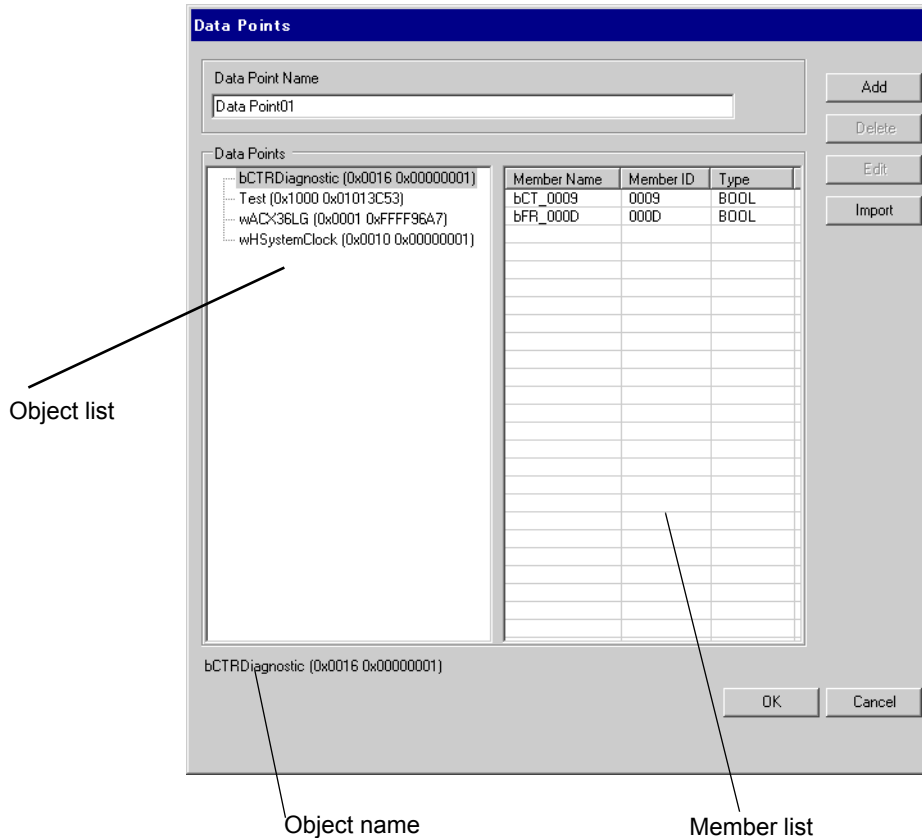 Data Points
Data Point Name
Data Point01
Add
Delete
Edit
Import
Data Points
bCTRDiagnostic (0x0016 0x00000001)
Test (0x1000 0x01013C53)
wACX36LG (0x0001 0xFFFF96A7)
wHSystemClock (0x0010 0x00000001)
Member Name Member ID Type
bCT_0009 0009 BOOL
bFR_000D 000D BOOL
Object list
bCTRDiagnostic (0x0016 0x00000001)
OK Cancel
Object name
Member list